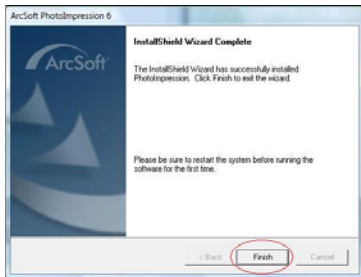 ArcSoft PhotoImpression 6
ArcSoft
InstallShield Wizard Complete
The InstallShield Wizard has successfully installed
PhotoImpression. Click Finish to exit the wizard.
Please be sure to restart the system before running the
software for the first time.
< Back
Finish
Cancel